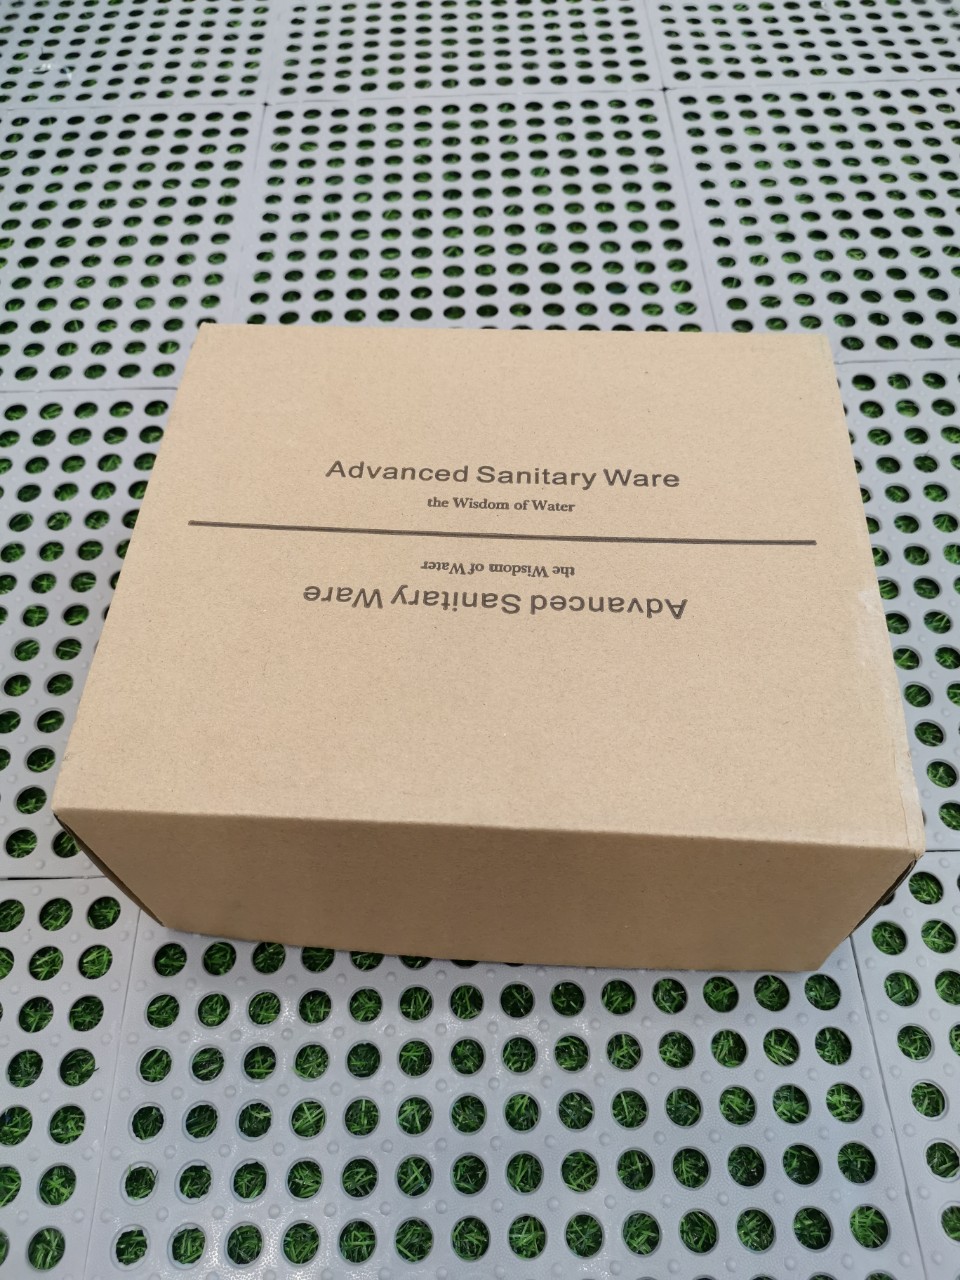 Advanced Sanitary Ware
the Wisdom of Water
the Wisdom of Water
Advanced Sanitary Ware